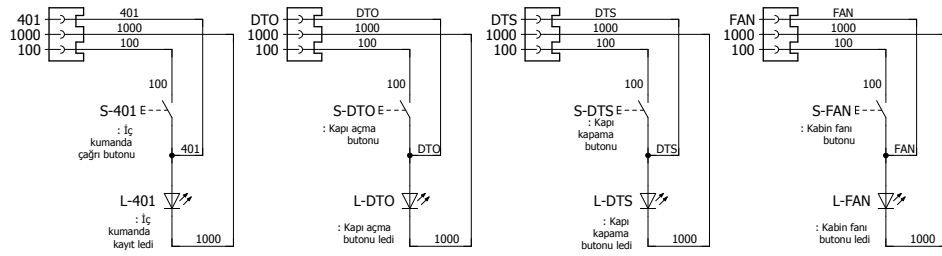 401 401
1000 1000
100 100
100
S-401 E
: İç
kumanda
çağrı butonu
401
L-401
: İç
kumanda
kayıt ledi
1000
DTO DTO
1000 1000
100 100
100
S-DTO E
: Kapı açma
butonu
DTO
L-DTO
: Kapı açma
butonu ledi
1000
DTS DTS
1000 1000
100 100
100
S-DTS E
: Kapı
kapama
butonu
DTS
L-DTS
: Kapı
kapama
butonu ledi
1000
FAN FAN
1000 1000
100 100
100
S-FAN E
: Kabin fanı
butonu
FAN
L-FAN
: Kabin fanı
butonu ledi
1000